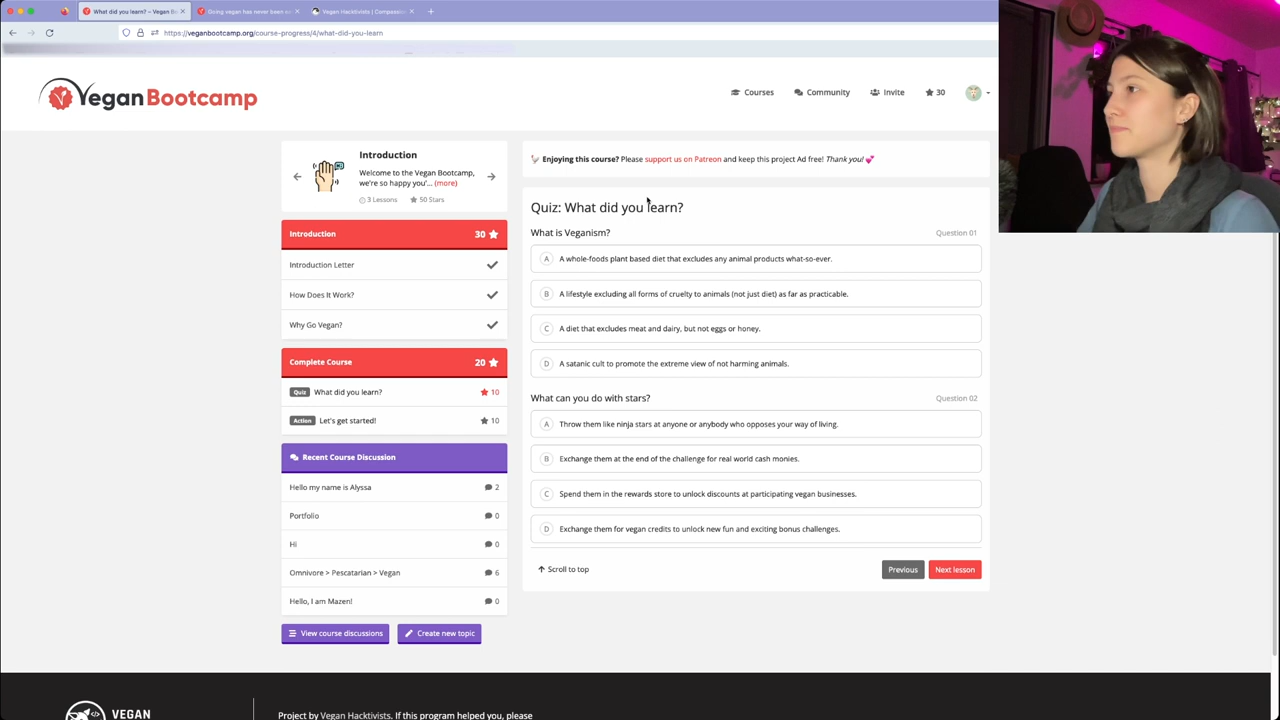 What did you learn? – Vegan Bo
Going vegan has never been e
Vegan Hacktivists | Compassio
https://veganbootcamp.org/course-progress/4/what-did-you-learn
Vegan Bootcamp
Courses
Community
Invite
30
Introduction
Welcome to the Vegan Bootcamp,
we're so happy you'... (more)
3 Lessons
50 Stars
Introduction
30
Introduction Letter
How Does It Work?
Why Go Vegan?
Complete Course
20
Quiz What did you learn?
10
Action Let's get started!
10
Recent Course Discussion
Hello my name is Alyssa
2
Portfolio
0
Hi
0
Omnivore > Pescatarian > Vegan
6
Hello, I am Mazen!
0
View course discussions
Create new topic
Enjoying this course? Please support us on Patreon and keep this project Ad free! Thank you!
Quiz: What did you learn?
What is Veganism?
Question 01
A A whole-foods plant based diet that excludes any animal products what-so-ever.
B A lifestyle excluding all forms of cruelty to animals (not just diet) as far as practicable.
C A diet that excludes meat and dairy, but not eggs or honey.
D A satanic cult to promote the extreme view of not harming animals.
What can you do with stars?
Question 02
A Throw them like ninja stars at anyone or anybody who opposes your way of living.
B Exchange them at the end of the challenge for real world cash monies.
C Spend them in the rewards store to unlock discounts at participating vegan businesses.
D Exchange them for vegan credits to unlock new fun and exciting bonus challenges.
Scroll to top
Previous
Next lesson
VEGAN
Project by Vegan Hacktivists. If this program helped you, please